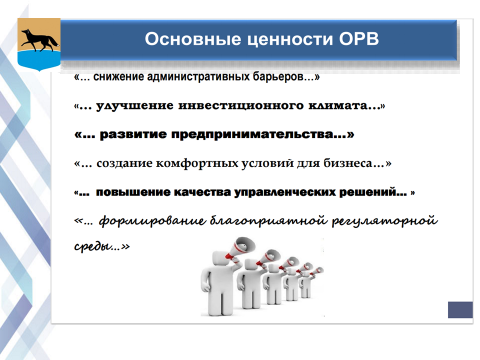 Основные ценности ОРВ
«… снижение административных барьеров…»
«… улучшение инвестиционного климата…»
«… развитие предпринимательства…»
«… создание комфортных условий для бизнеса…»
«… повышение качества управленческих решений… »
«… формирование благоприятной регуляторной
среды…»